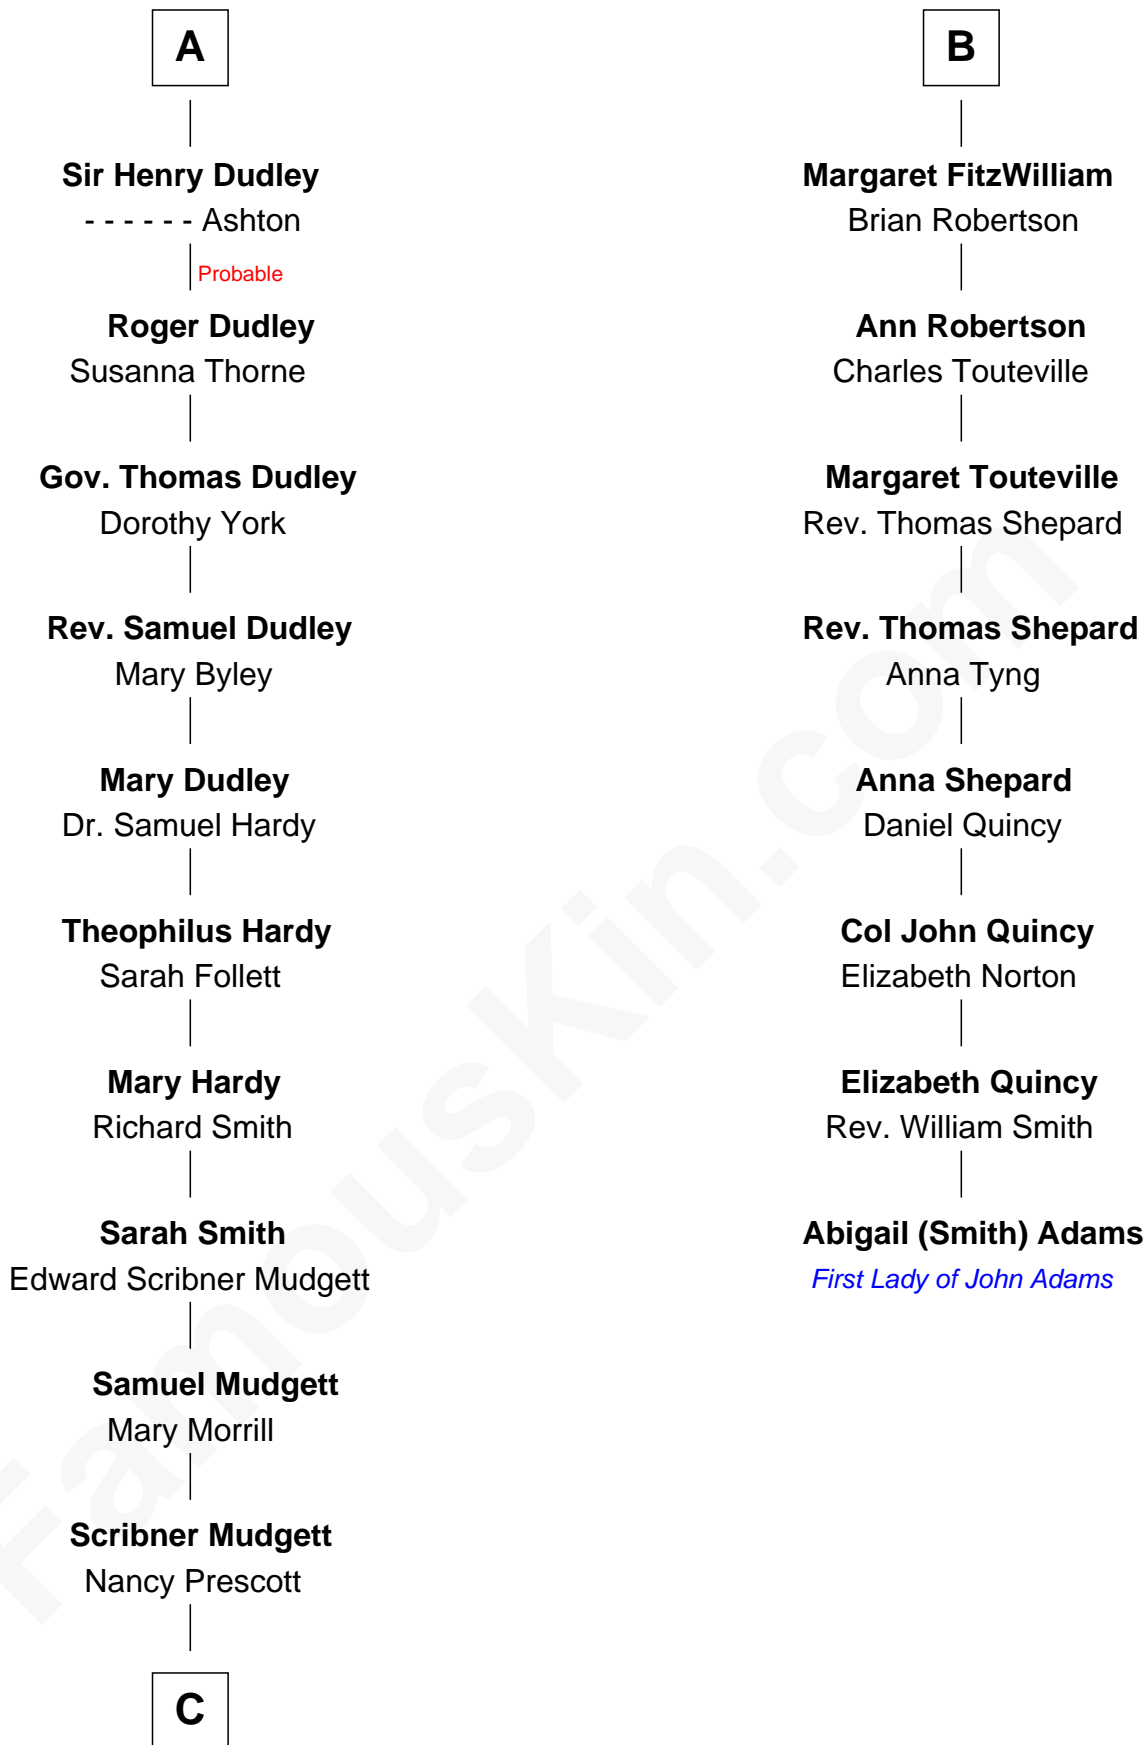 A
Sir Henry Dudley
- - - - - - Ashton
Probable
Roger Dudley
Susanna Thorne
Gov. Thomas Dudley
Dorothy York
Rev. Samuel Dudley
Mary Byley
Mary Dudley
Dr. Samuel Hardy
Theophilus Hardy
Sarah Follett
Mary Hardy
Richard Smith
Sarah Smith
Edward Scribner Mudgett
Samuel Mudgett
Mary Morrill
Scribner Mudgett
Nancy Prescott
C
B
Margaret FitzWilliam
Brian Robertson
Ann Robertson
Charles Touteville
Margaret Touteville
Rev. Thomas Shepard
Rev. Thomas Shepard
Anna Tyng
Anna Shepard
Daniel Quincy
Col John Quincy
Elizabeth Norton
Elizabeth Quincy
Rev. William Smith
Abigail (Smith) Adams
First Lady of John Adams
FamousKin.com